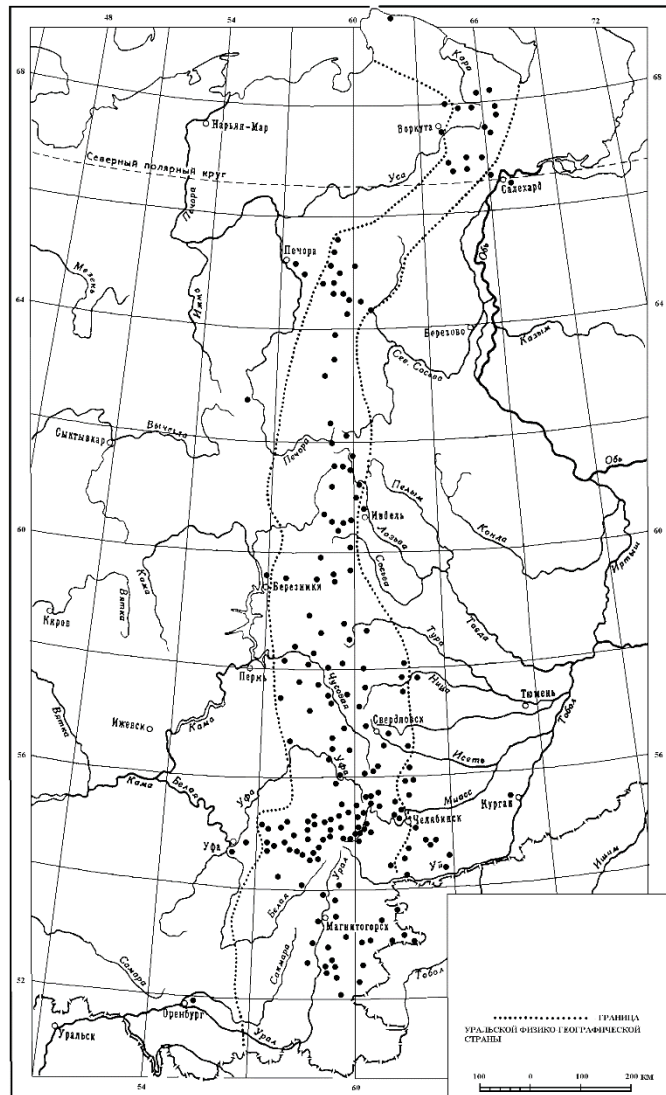 48
54
60
66
72
68
68
Кара
Нарьян-Мар
Воркута
Северный полярный круг
Уса
Салехард
Печора
Печора
Обь
Мезень
Ижма
64
64
Березово
Казым
Сев. Сосьва
Сыктывкар
Вычегда
Печора
Обь
Пелым
Ивдель
Лозьва
Конда
60
60
Сосьва
Иртыш
Кама
Березники
Вятка
Киров
Тура
Тавда
Пермь
Чусовая
Ница
Тюмень
Ижевск
Кама
Свердловск
Тобол
Вятка
56
56
Исеть
Уфа
Кама
Белая
Уфа
Миасс
Курган
Челябинск
Уфа
Ишим
Урал
Белая
Магнитогорск
Сакмара
Самара
Тобол
52
Оренбург
Урал
Уральск
54
60
ГРАНИЦА
УРАЛЬСКОЙ ФИЗИКО-ГЕОГРАФИЧЕСКОЙ
СТРАНЫ
100 0 100 200 КМ